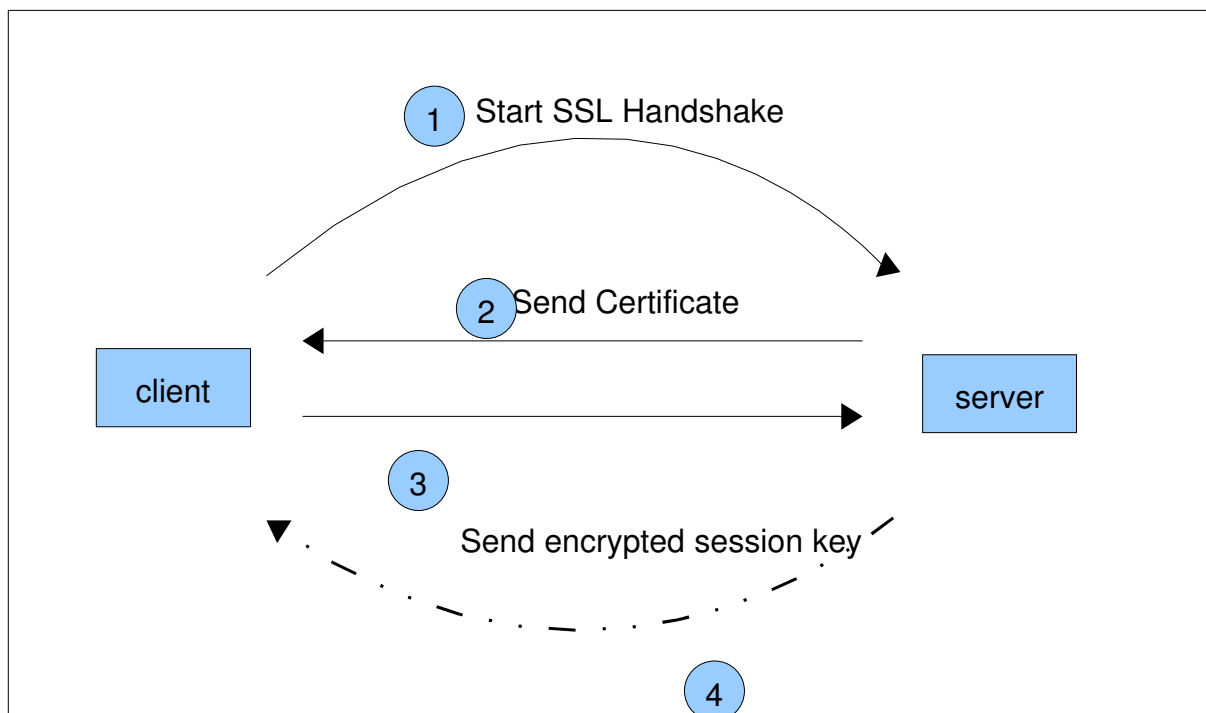 1 Start SSL Handshake
2 Send Certificate
client
server
3
Send encrypted session key
4